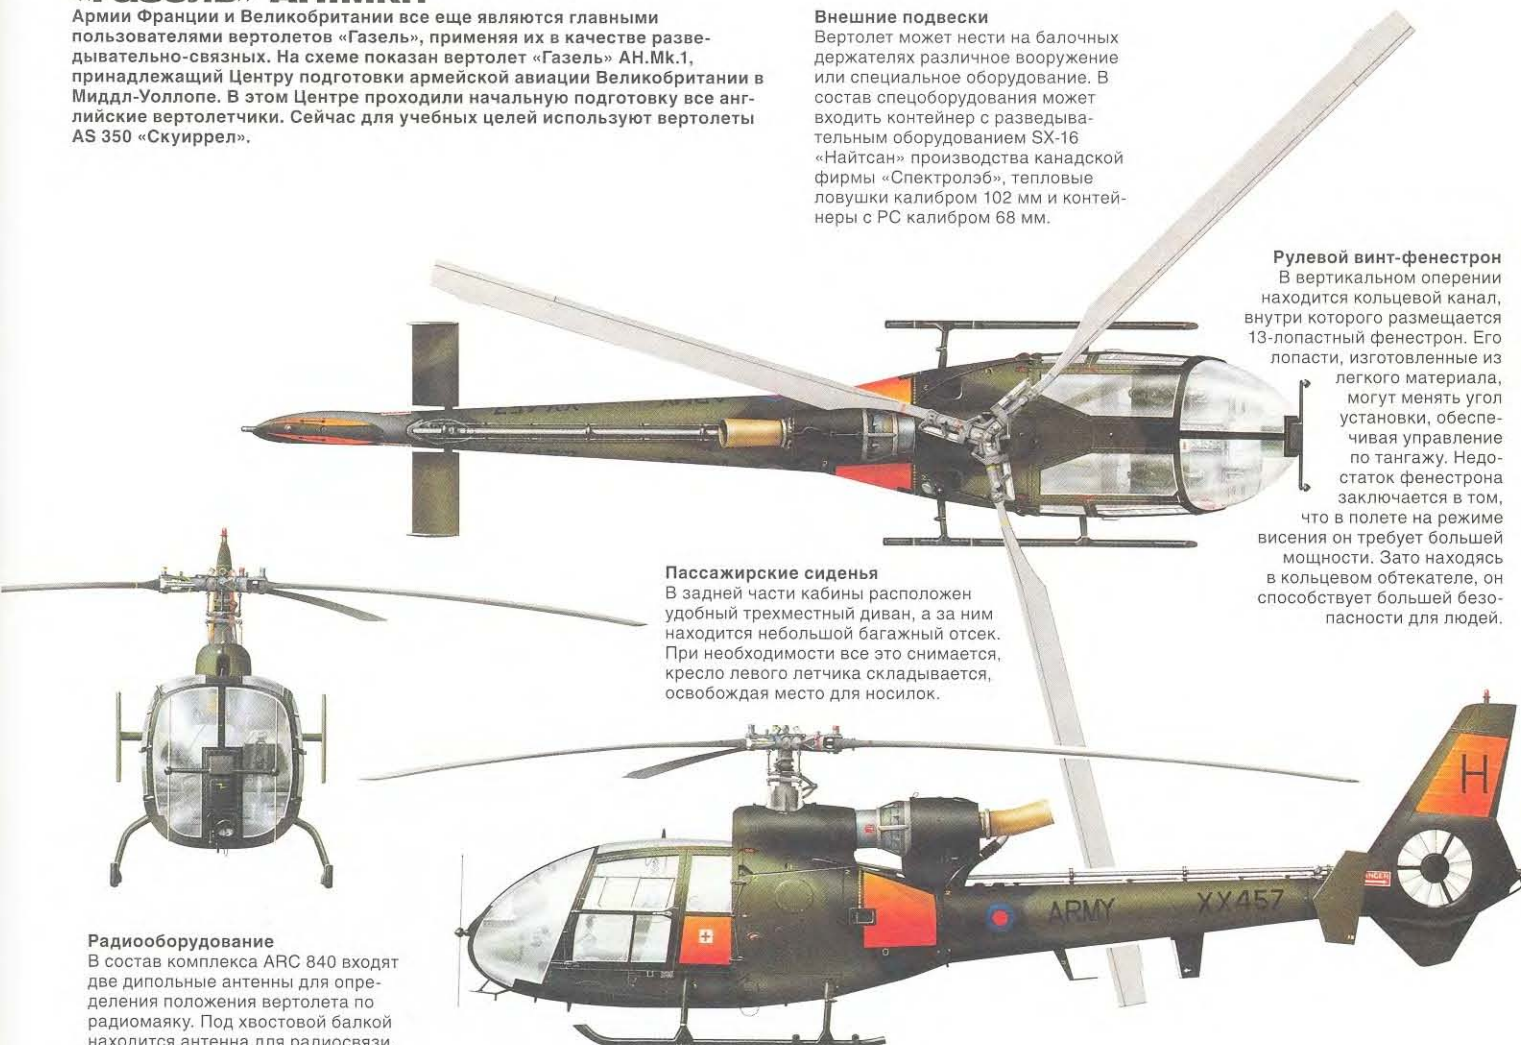 Армии Франции и Великобритании все еще являются главными
пользователями вертолетов «Газель», применяя их в качестве разве-
дывательно-связных. На схеме показан вертолет «Газель» AH.Mk.1,
принадлежащий Центру подготовки армейской авиации Великобритании в
Миддл-Уоллопе. В этом Центре проходили начальную подготовку все анг-
лийские вертолетчики. Сейчас для учебных целей используют вертолеты
AS 350 «Скуиррел».
Внешние подвески
Вертолет может нести на балочных
держателях различное вооружение
или специальное оборудование. В
состав спецоборудования может
входить контейнер с разведыва-
тельным оборудованием SX-16
«Найтсан» производства канадской
фирмы «Спектролэб», тепловые
ловушки калибром 102 мм и контей-
неры с РС калибром 68 мм.
Рулевой винт-фенестрон
В вертикальном оперении
находится кольцевой канал,
внутри которого размещается
13-лопастный фенестрон. Его
лопасти, изготовленные из
легкого материала,
могут менять угол
установки, обеспе-
чивая управление
по тангажу. Недо-
статок фенестрона
заключается в том,
что в полете на режиме
висения он требует большей
мощности. Зато находясь
в кольцевом обтекателе, он
способствует большей безо-
пасности для людей.
Пассажирские сиденья
В задней части кабины расположен
удобный трехместный диван, а за ним
находится небольшой багажный отсек.
При необходимости все это снимается,
кресло левого летчика складывается,
освобождая место для носилок.
H
ARMY XX457
Радиооборудование
В состав комплекса ARC 840 входят
две дипольные антенны для опре-
деления положения вертолета по
радиомаяку. Под хвостовой балкой
находится антенна для радиосвязи